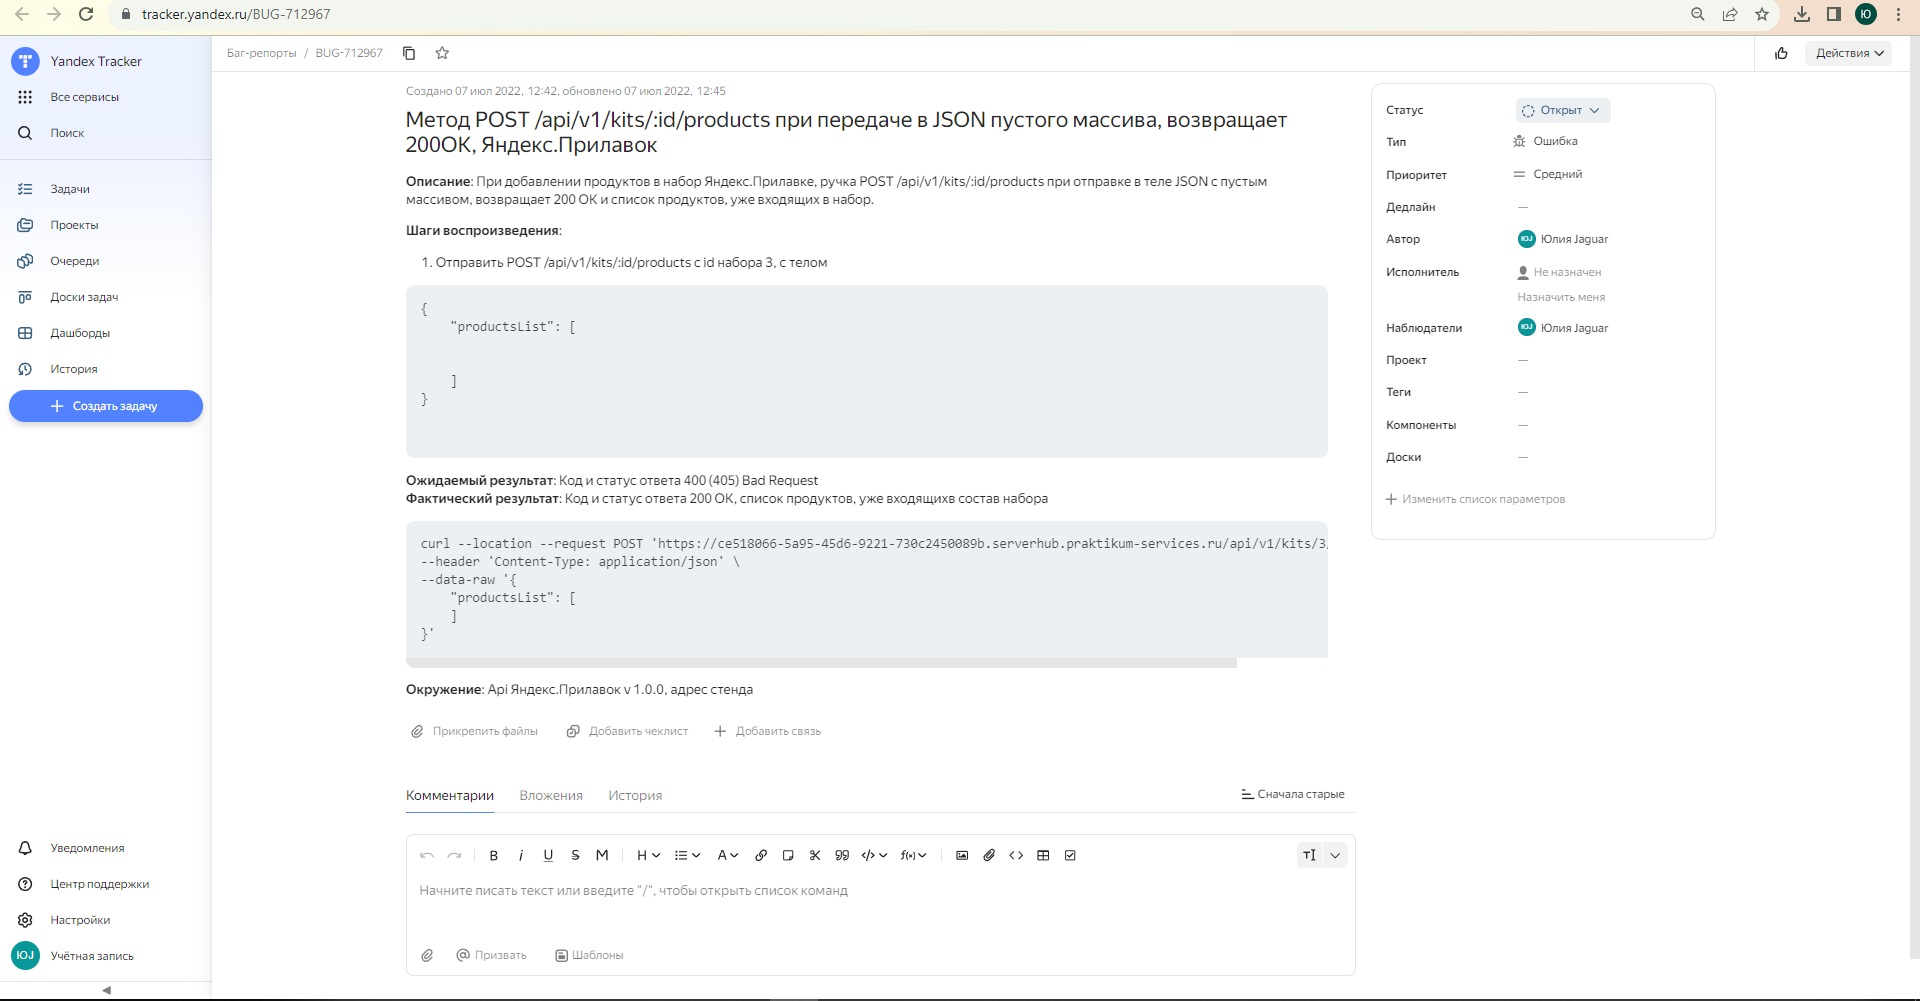 tracker.yandex.ru/BUG-712967
Ю
Yandex Tracker
Все сервисы
Поиск
Задачи
Проекты
Очереди
Доски задач
Дашборды
История
Создать задачу
Уведомления
Центр поддержки
Настройки
ЮJ Учётная запись
Баг-репорты / BUG-712967
Действия
Создано 07 июл 2022, 12:42, обновлено 07 июл 2022, 12:45
Метод POST /api/v1/kits/:id/products при передаче в JSON пустого массива, возвращает
200ОК, Яндекс.Прилавок
Описание: При добавлении продуктов в набор Яндекс.Прилавке, ручка POST /api/v1/kits/:id/products при отправке в теле JSON с пустым
массивом, возвращает 200 ОК и список продуктов, уже входящих в набор.
Шаги воспроизведения:
1. Отправить POST /api/v1/kits/:id/products с id набора 3, с телом
{
"productsList": [
]
}
Ожидаемый результат: Код и статус ответа 400 (405) Bad Request
Фактический результат: Код и статус ответа 200 ОК, список продуктов, уже входящихв состав набора
curl --location --request POST 'https://ce518066-5a95-45d6-9221-730c2450089b.serverhub.praktikum-services.ru/api/v1/kits/3/
--header 'Content-Type: application/json' \
--data-raw '{
"productsList": [
]
}'
Окружение: Api Яндекс.Прилавок v 1.0.0, адрес стенда
Прикрепить файлы Добавить чеклист Добавить связь
Комментарии Вложения История Сначала старые
B i U S M H A f(x) TI
Начните писать текст или введите "/", чтобы открыть список команд
Призвать Шаблоны
Статус Открыт
Тип Ошибка
Приоритет Средний
Дедлайн —
Автор ЮJ Юлия Jaguar
Исполнитель Не назначен
Назначить меня
Наблюдатели ЮJ Юлия Jaguar
Проект —
Теги —
Компоненты —
Доски —
Изменить список параметров